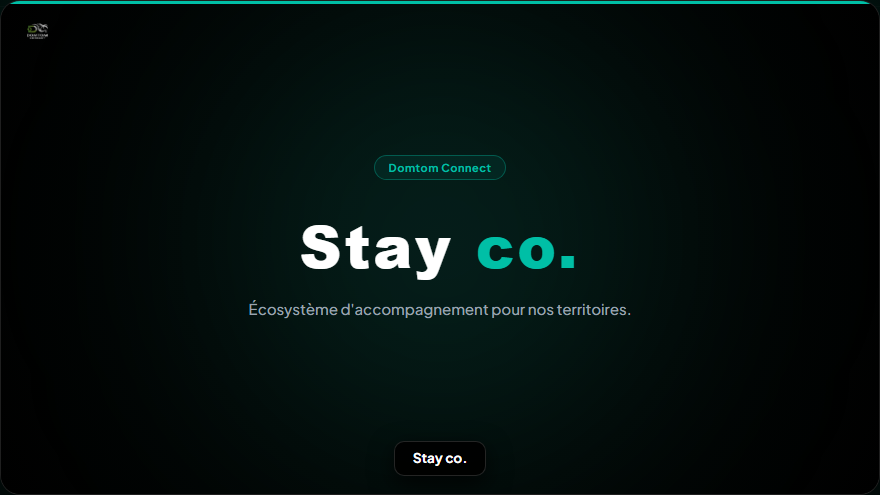 Domtom Connect
Stay co.
Écosystème d'accompagnement pour nos territoires.
Stay co.